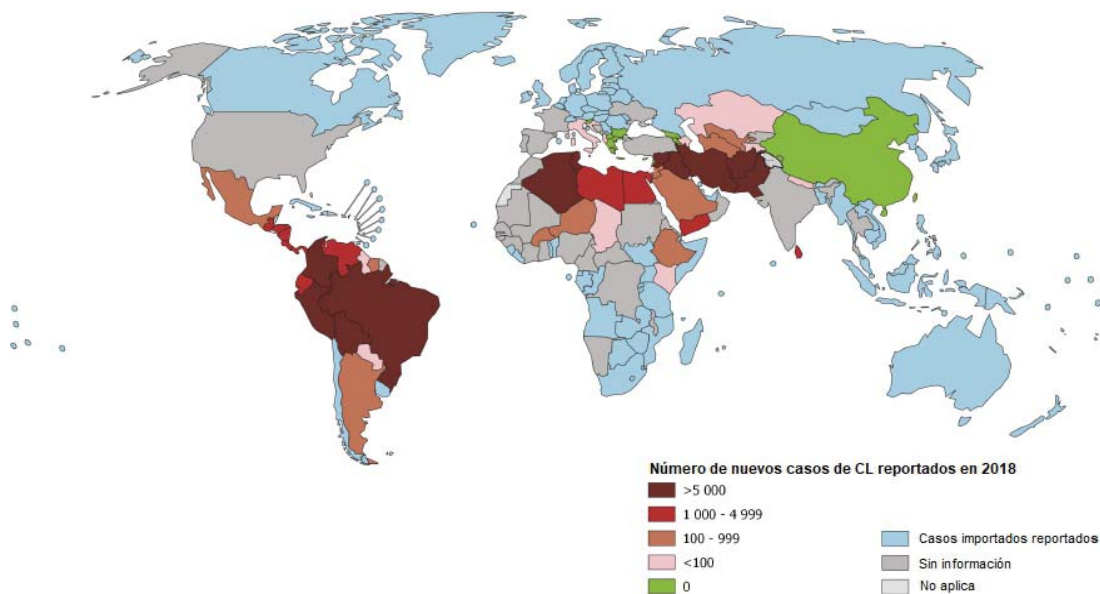 Número de nuevos casos de CL reportados en 2018
>5 000
1 000 - 4 999
100 - 999
<100
0
Casos importados reportados
Sin información
No aplica